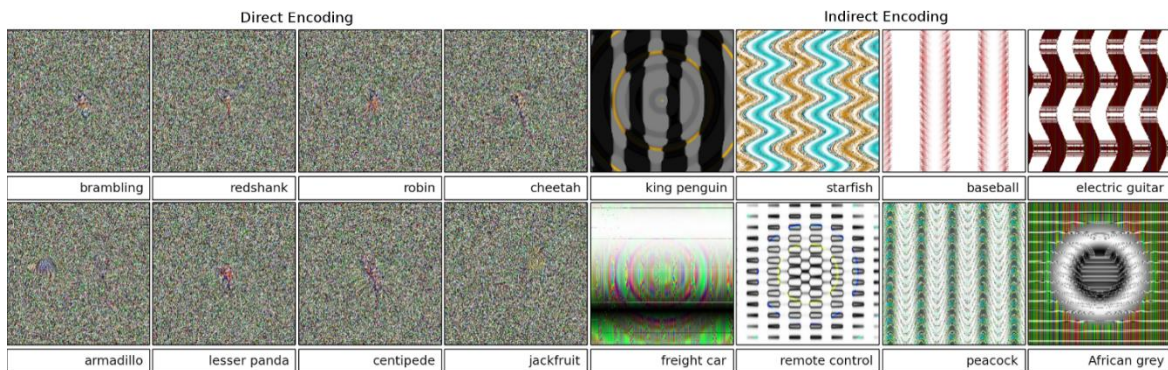 Direct Encoding Indirect Encoding
brambling redshank robin cheetah king penguin starfish baseball electric guitar
armadillo lesser panda centipede jackfruit freight car remote control peacock African grey